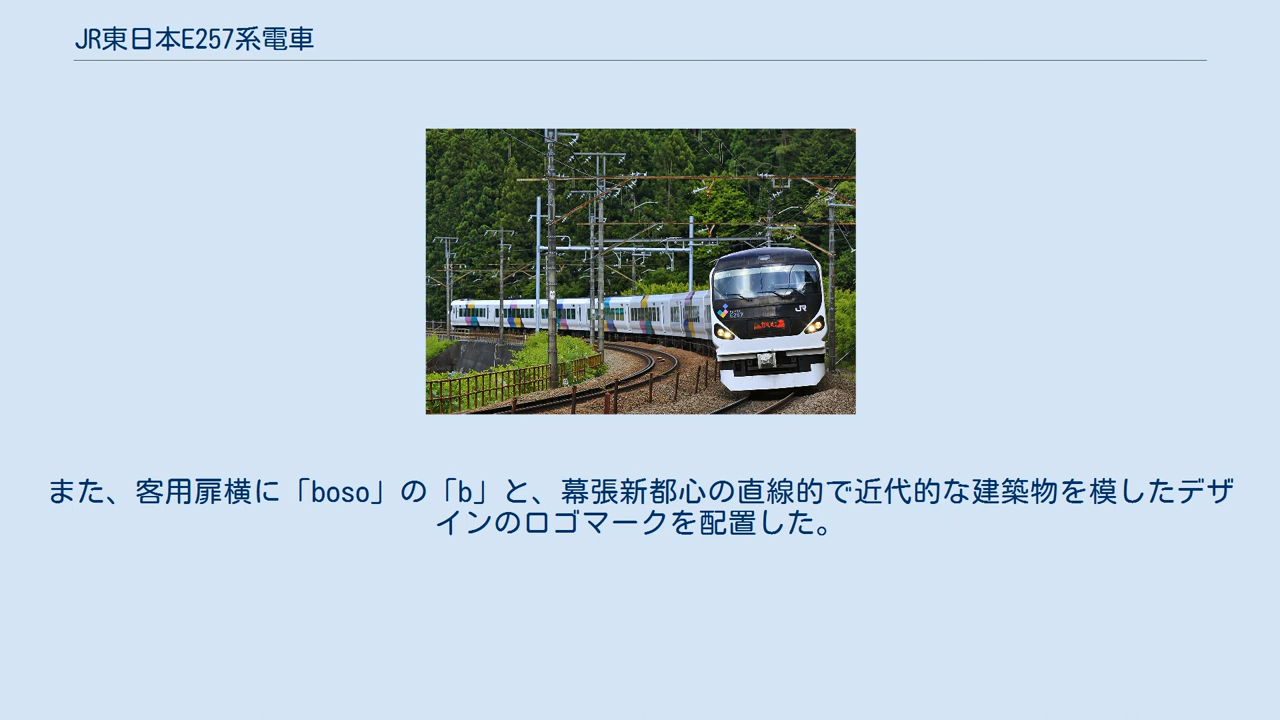 JR東日本E257系電車
JR
E257
また、客用扉横に「boso」の「b」と、幕張新都心の直線的で近代的な建築物を模したデザ
インのロゴマークを配置した。